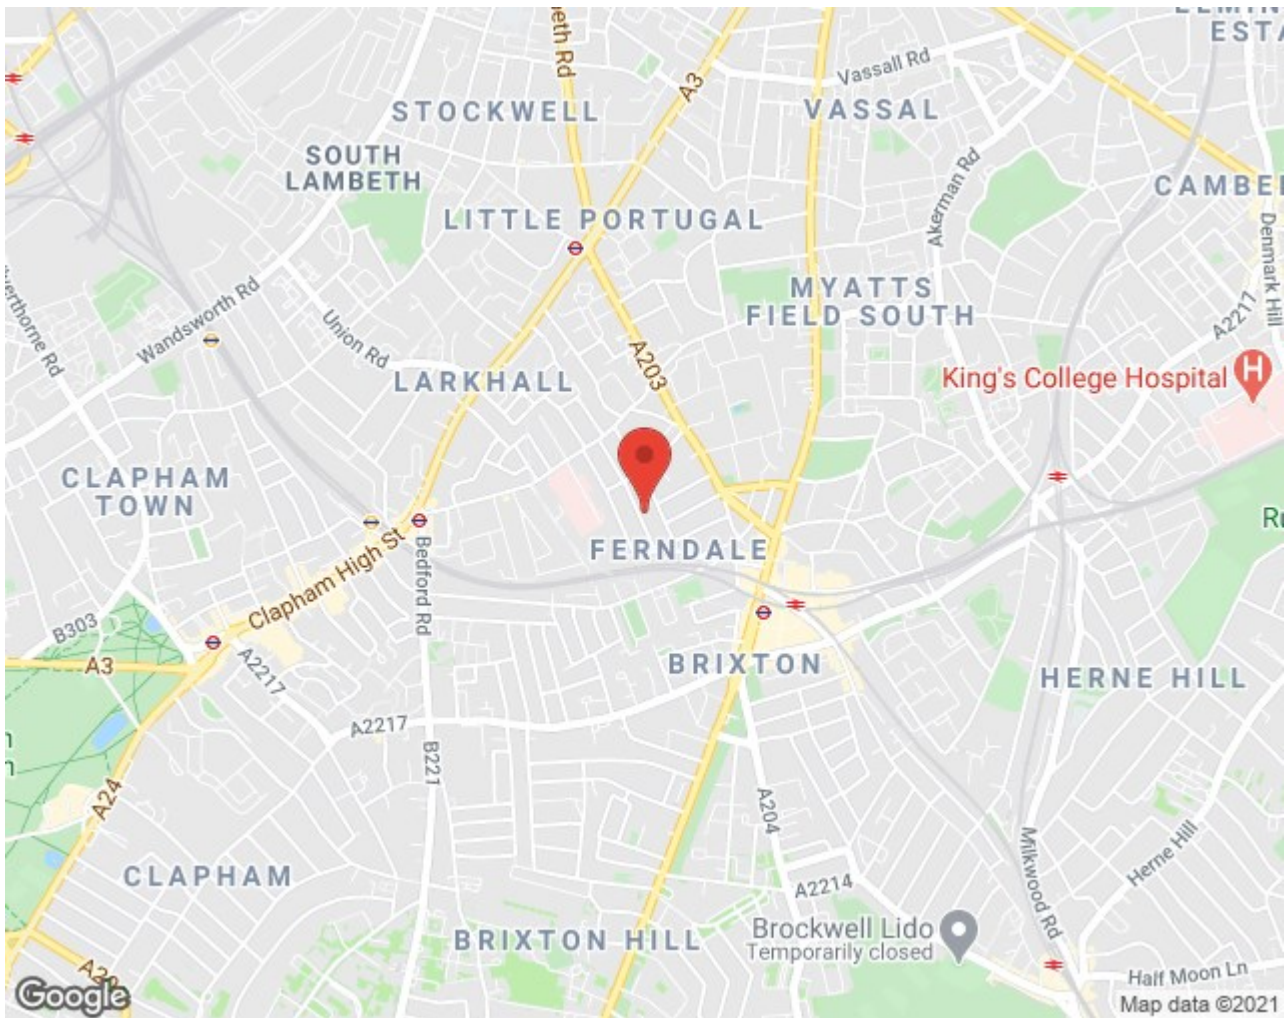 ESTA
Vassall Rd
STOCKWELL
VASSAL
A3
SOUTH
LAMBETH
Akerman Rd
LITTLE PORTUGAL
Denmark Hill
Wandsworth Rd
MYATTS
FIELD SOUTH
A2217
Union Rd
A203
LARKHALL
King's College Hospital
H
CLAPHAM
TOWN
FERNDALE
Clapham High St
Bedford Rd
B303
A3
A2217
BRIXTON
HERNE HILL
A2217
B221
A24
A204
Milkwood Rd
Herne Hill
CLAPHAM
A2214
BRIXTON HILL
Brockwell Lido
Temporarily closed
Half Moon Ln
Google
Map data ©2021